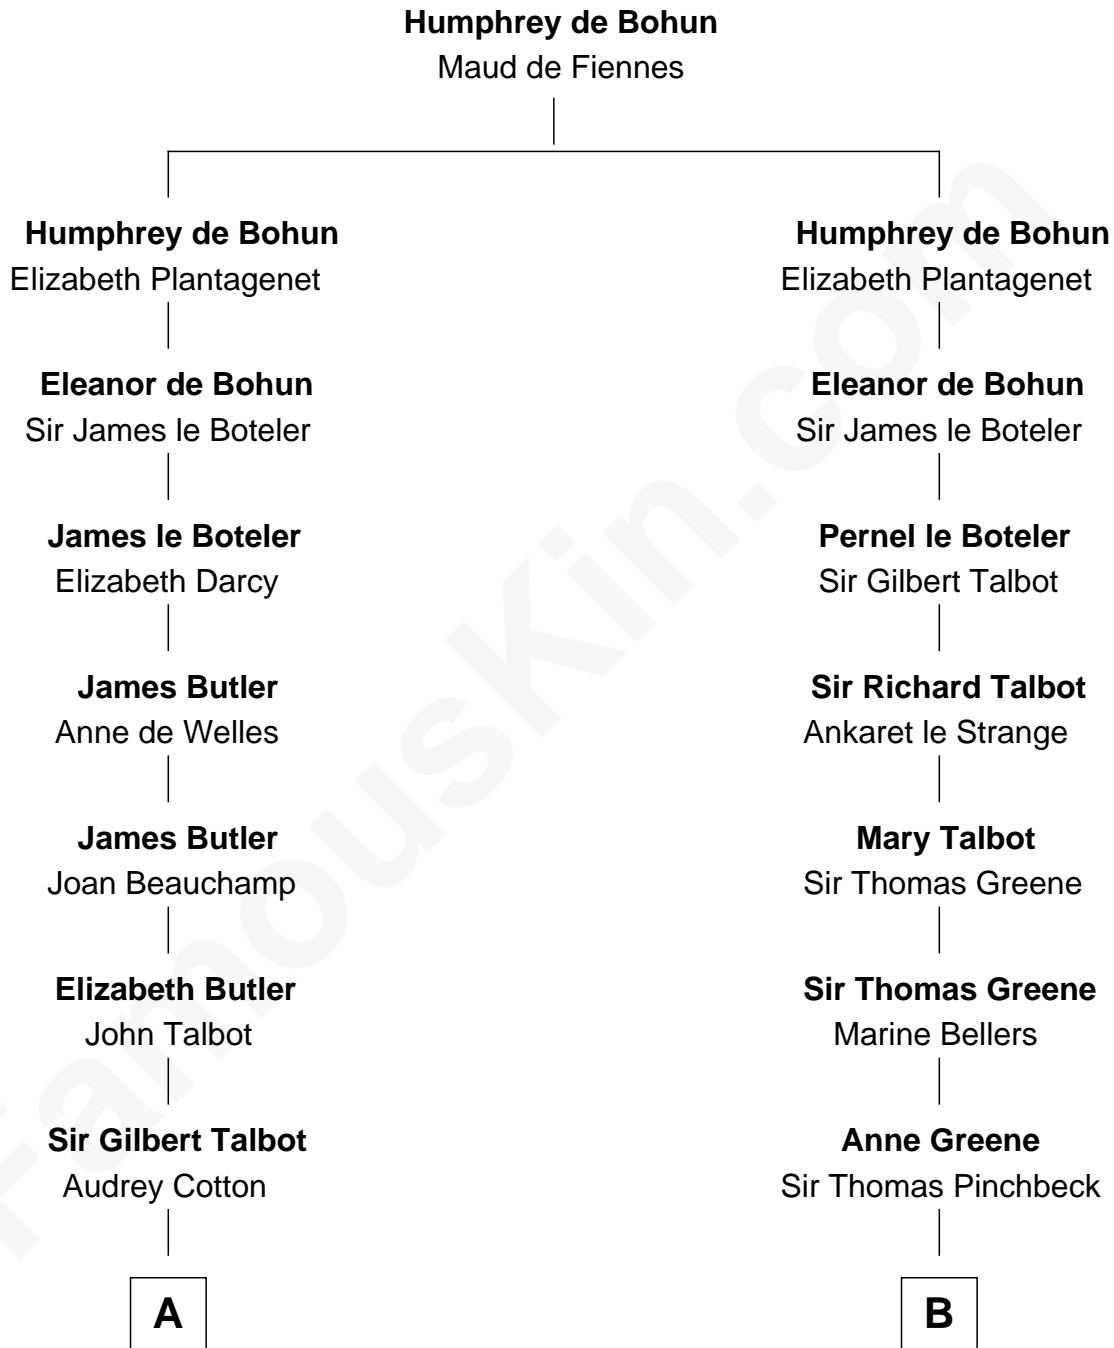 Humphrey de Bohun
Maud de Fiennes
Humphrey de Bohun
Elizabeth Plantagenet
Eleanor de Bohun
Sir James le Boteler
James le Boteler
Elizabeth Darcy
James Butler
Anne de Welles
James Butler
Joan Beauchamp
Elizabeth Butler
John Talbot
Sir Gilbert Talbot
Audrey Cotton
A
Humphrey de Bohun
Elizabeth Plantagenet
Eleanor de Bohun
Sir James le Boteler
Pernel le Boteler
Sir Gilbert Talbot
Sir Richard Talbot
Ankaret le Strange
Mary Talbot
Sir Thomas Greene
Sir Thomas Greene
Marine Bellers
Anne Greene
Sir Thomas Pinchbeck
B
FamousKin.com